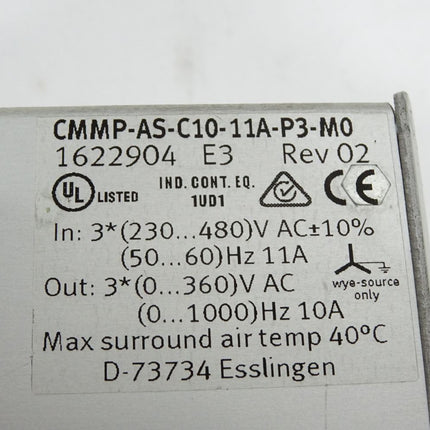 CMMP-AS-C10-11A-P3-M0
1622904 E3 Rev 02
UL LISTED IND. CONT. EQ. CE
1UD1
In: 3*(230...480)V AC±10%
(50...60)Hz 11A
Out: 3*(0...360)V AC wye-source
(0...1000)Hz 10A only
Max surround air temp 40°C
D-73734 Esslingen